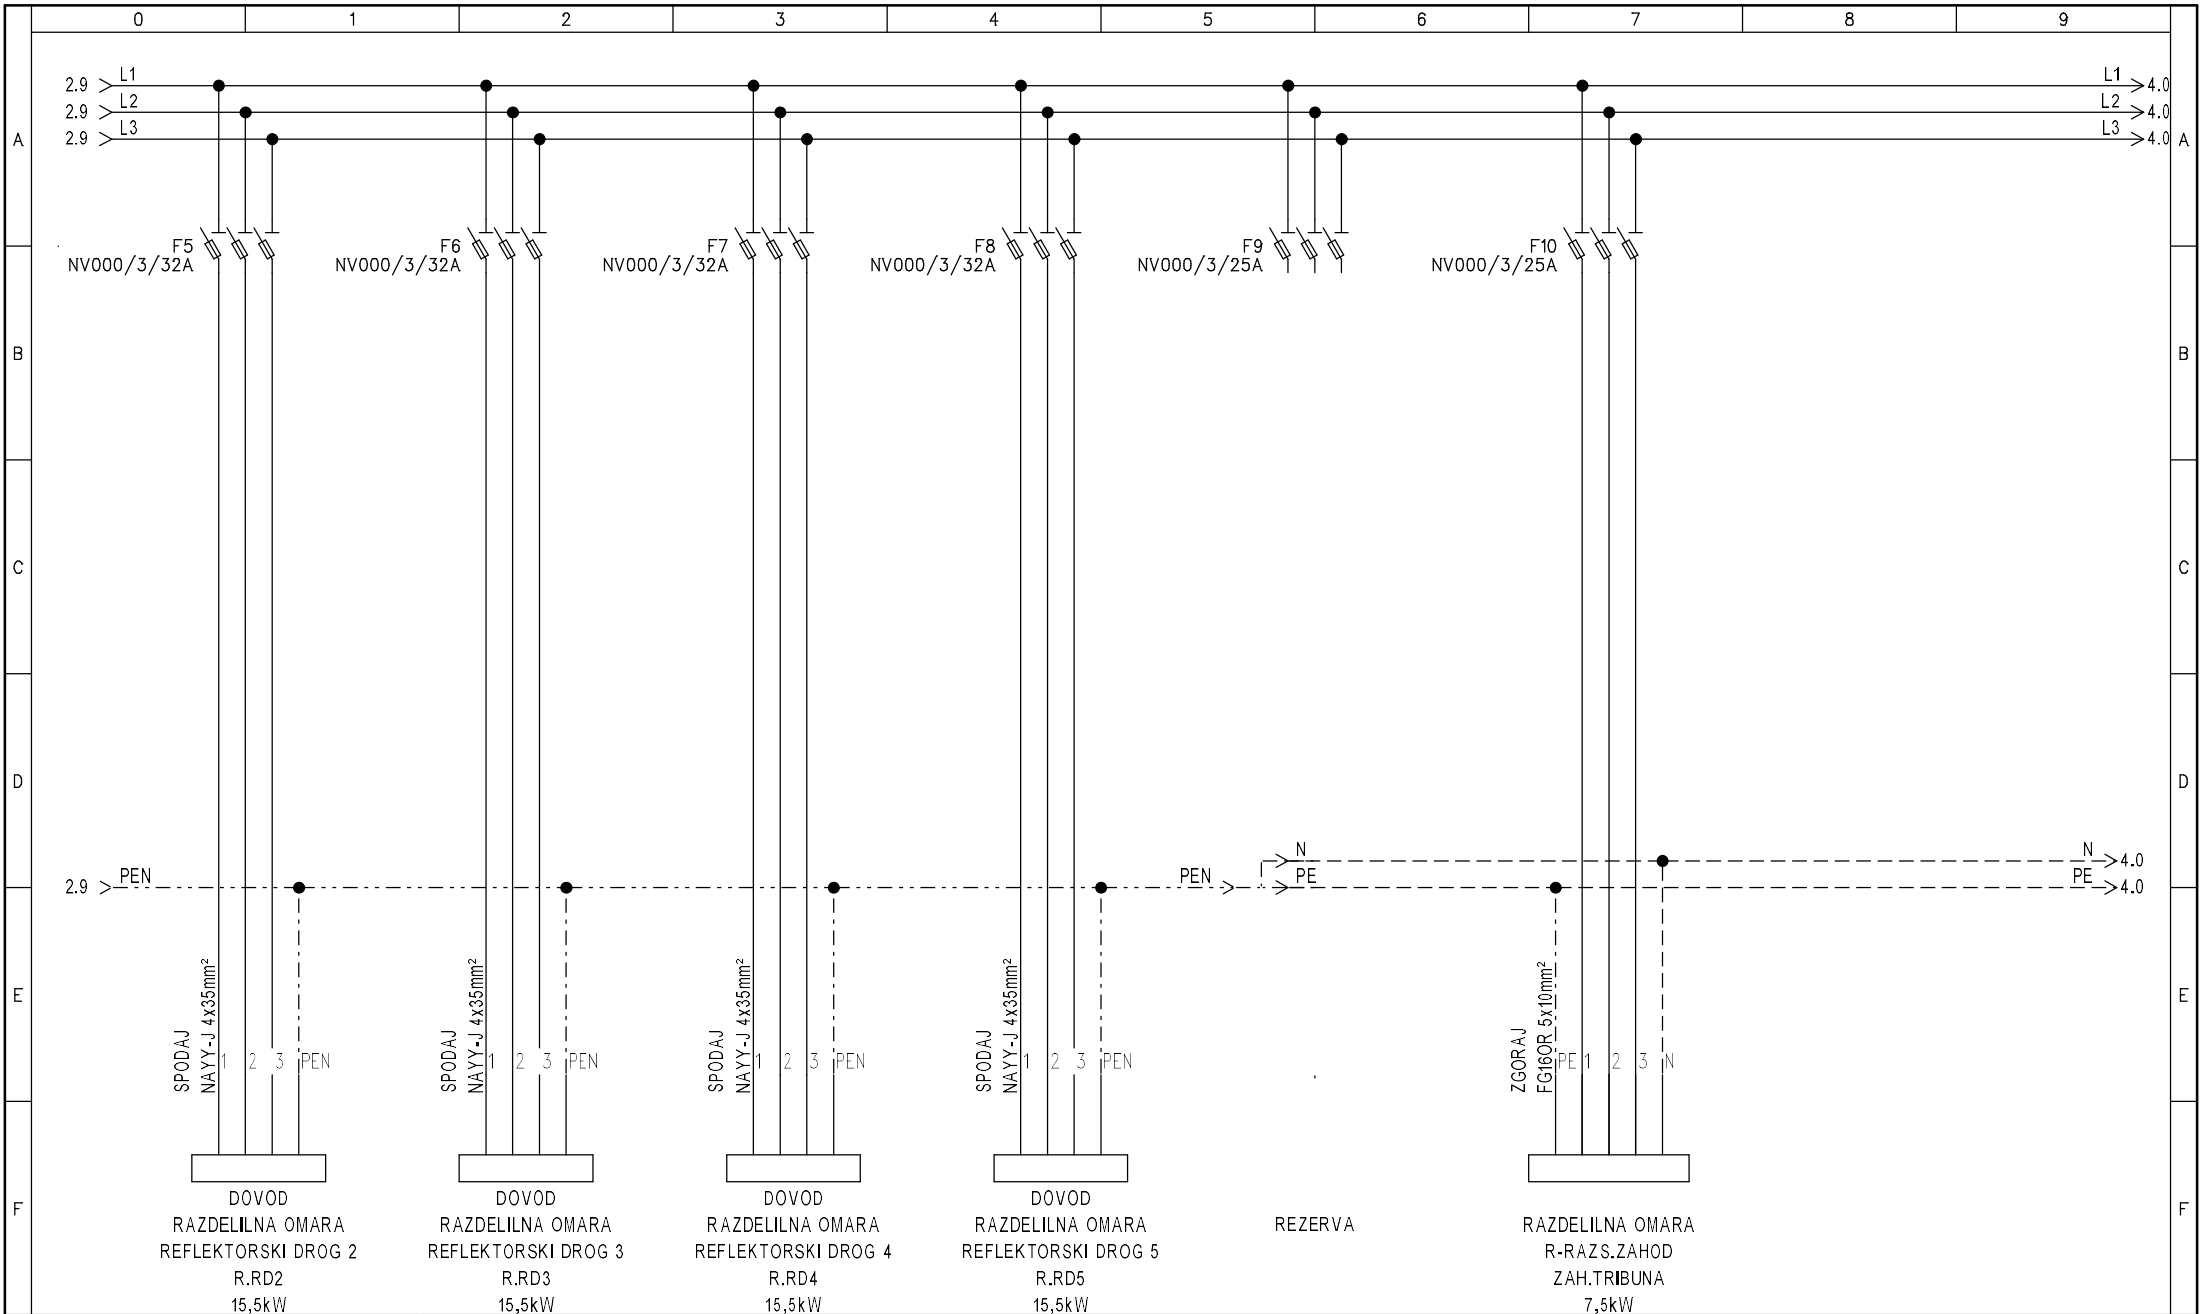 0 1 2 3 4 5 6 7 8 9
2.9 L1 L1 4.0
2.9 L2 L2 4.0
2.9 L3 L3 4.0
A A
F5 F6 F7 F8 F9 F10
NV000/3/32A NV000/3/32A NV000/3/32A NV000/3/32A NV000/3/25A NV000/3/25A
B B
C C
D D
N N 4.0
2.9 PEN PEN PE PE 4.0
E E
SPODAJ
NAYY-J 4x35mm²
1 2 3 PEN
SPODAJ
NAYY-J 4x35mm²
1 2 3 PEN
SPODAJ
NAYY-J 4x35mm²
1 2 3 PEN
SPODAJ
NAYY-J 4x35mm²
1 2 3 PEN
ZGORAJ
FG16OR 5x10mm²
PE 1 2 3 N
F F
DOVOD
RAZDELILNA OMARA
REFLEKTORSKI DROG 2
R.RD2
15,5kW
DOVOD
RAZDELILNA OMARA
REFLEKTORSKI DROG 3
R.RD3
15,5kW
DOVOD
RAZDELILNA OMARA
REFLEKTORSKI DROG 4
R.RD4
15,5kW
DOVOD
RAZDELILNA OMARA
REFLEKTORSKI DROG 5
R.RD5
15,5kW
REZERVA
RAZDELILNA OMARA
R-RAZS.ZAHOD
ZAH.TRIBUNA
7,5kW